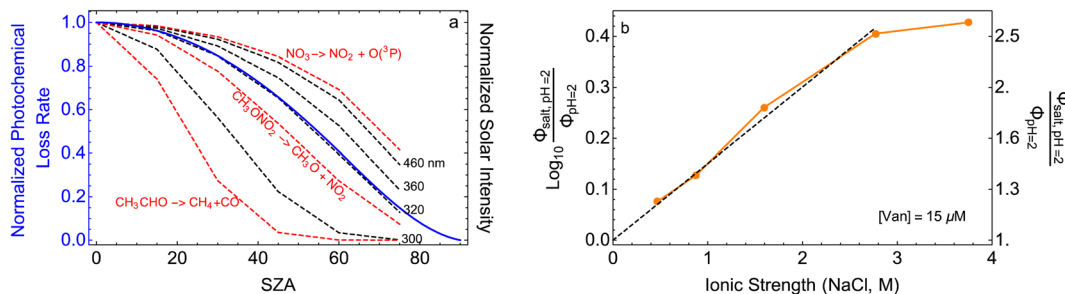 a
Normalized Photochemical
Loss Rate
1.0
0.8
0.6
0.4
0.2
0.0
NO₃−> NO₂ + O(³P)
CH₃ONO₂ −> CH₃O + NO₂
CH₃CHO −> CH₄+CO
460 nm
360
320
300
0 20 40 60 80
SZA
Normalized Solar
Intensity
b
Log₁₀ Φsalt, pH=2 / ΦpH=2
0.4
0.3
0.2
0.1
0.0
[Van] = 15 µM
0 1 2 3 4
Ionic Strength (NaCl, M)
2.5
2
1.6
1.3
1
Φsalt, pH=2 / ΦpH=2